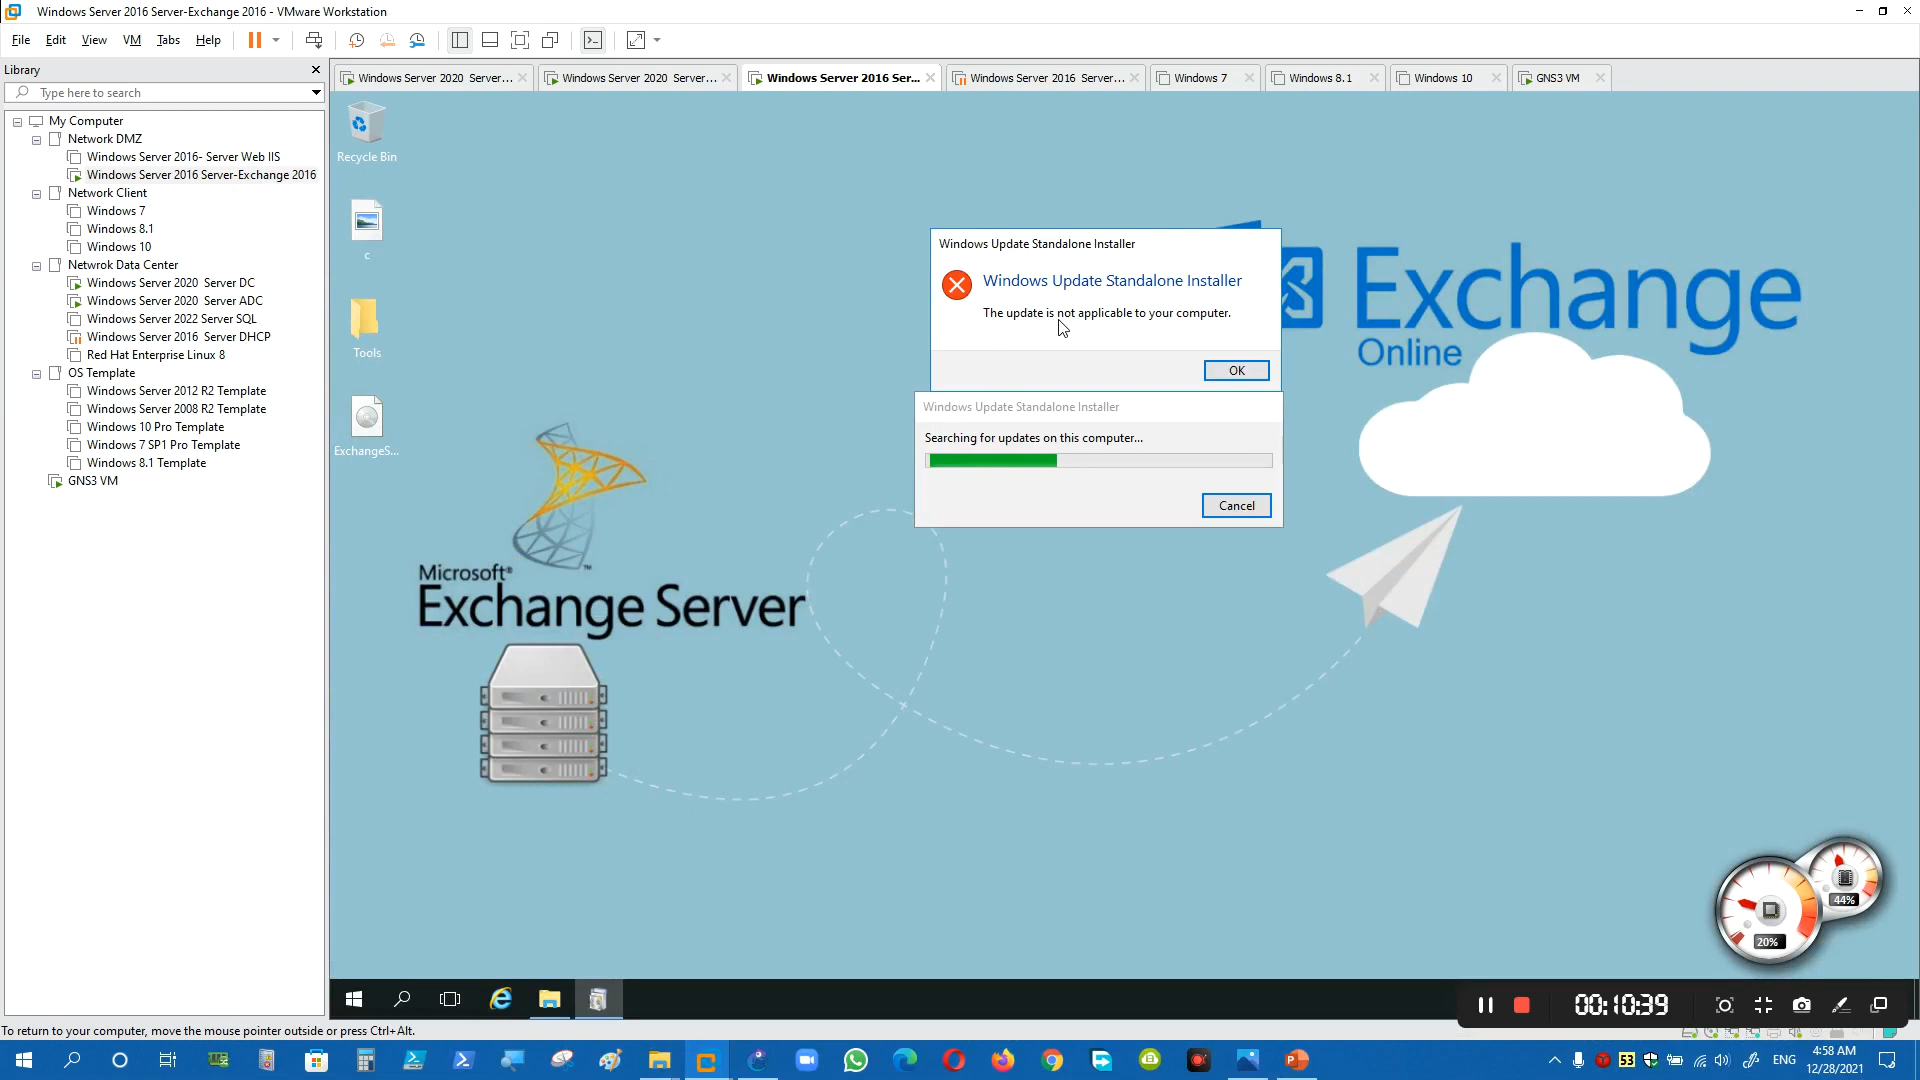 Windows Server 2016 Server-Exchange 2016 - VMware Workstation
File Edit View VM Tabs Help
Library
Type here to search
My Computer
Network DMZ
Windows Server 2016- Server Web IIS
Windows Server 2016 Server-Exchange 2016
Network Client
Windows 7
Windows 8.1
Windows 10
Netwrok Data Center
Windows Server 2020 Server DC
Windows Server 2020 Server ADC
Windows Server 2022 Server SQL
Windows Server 2016 Server DHCP
Red Hat Enterprise Linux 8
OS Template
Windows Server 2012 R2 Template
Windows Server 2008 R2 Template
Windows 10 Pro Template
Windows 7 SP1 Pro Template
Windows 8.1 Template
GNS3 VM
Windows Server 2020 Server... Windows Server 2020 Server... Windows Server 2016 Ser... Windows Server 2016 Server... Windows 7 Windows 8.1 Windows 10 GNS3 VM
Recycle Bin
c
Tools
ExchangeS...
Windows Update Standalone Installer
Windows Update Standalone Installer
The update is not applicable to your computer.
OK
Windows Update Standalone Installer
Searching for updates on this computer...
Cancel
Exchange
Online
Microsoft®
Exchange Server
TM
44%
20%
00:10:39
To return to your computer, move the mouse pointer outside or press Ctrl+Alt.
53
ENG
4:58 AM
12/28/2021